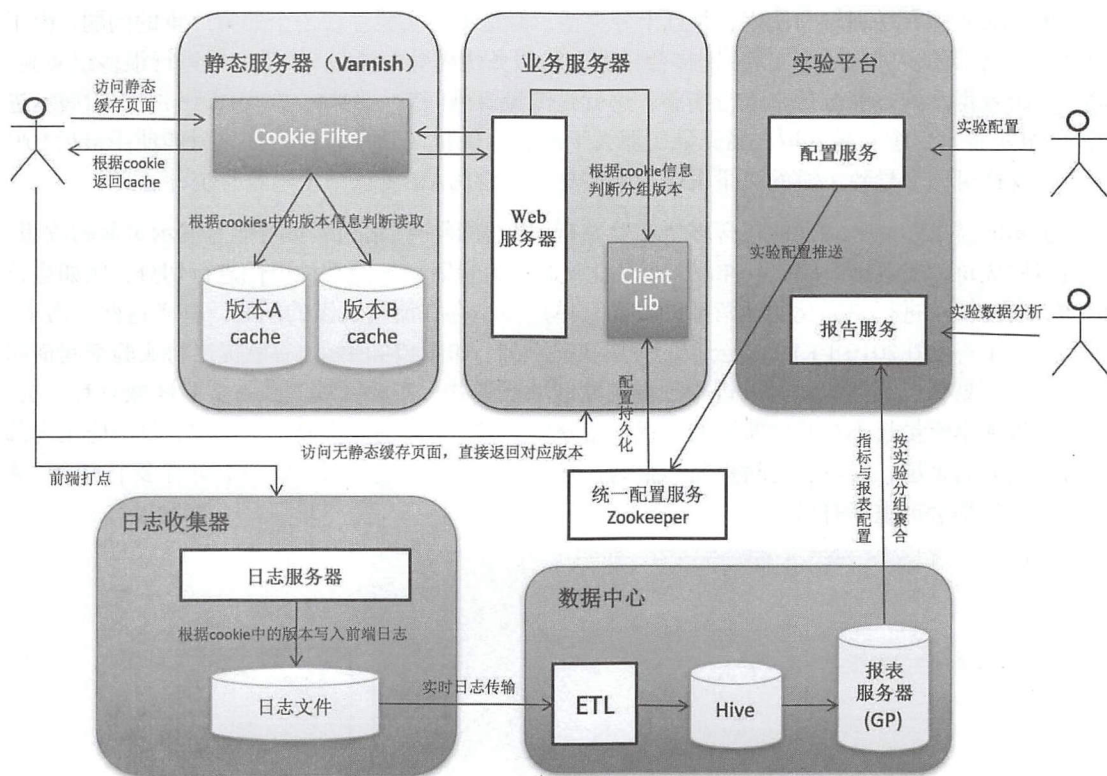 静态服务器（Varnish）
业务服务器
实验平台
访问静态
缓存页面
Cookie Filter
根据cookie
返回cache
根据cookies中的版本信息判断读取
版本A
cache
版本B
cache
Web
服务器
根据cookie信息
判断分组版本
Client
Lib
配置服务
实验配置
实验配置推送
报告服务
实验数据分析
配置持久化
访问无静态缓存页面，直接返回对应版本
前端打点
统一配置服务
Zookeeper
指标与报表配置
按实验分组聚合
日志收集器
日志服务器
根据cookie中的版本写入前端日志
日志文件
实时日志传输
数据中心
ETL
Hive
报表
服务器
(GP)